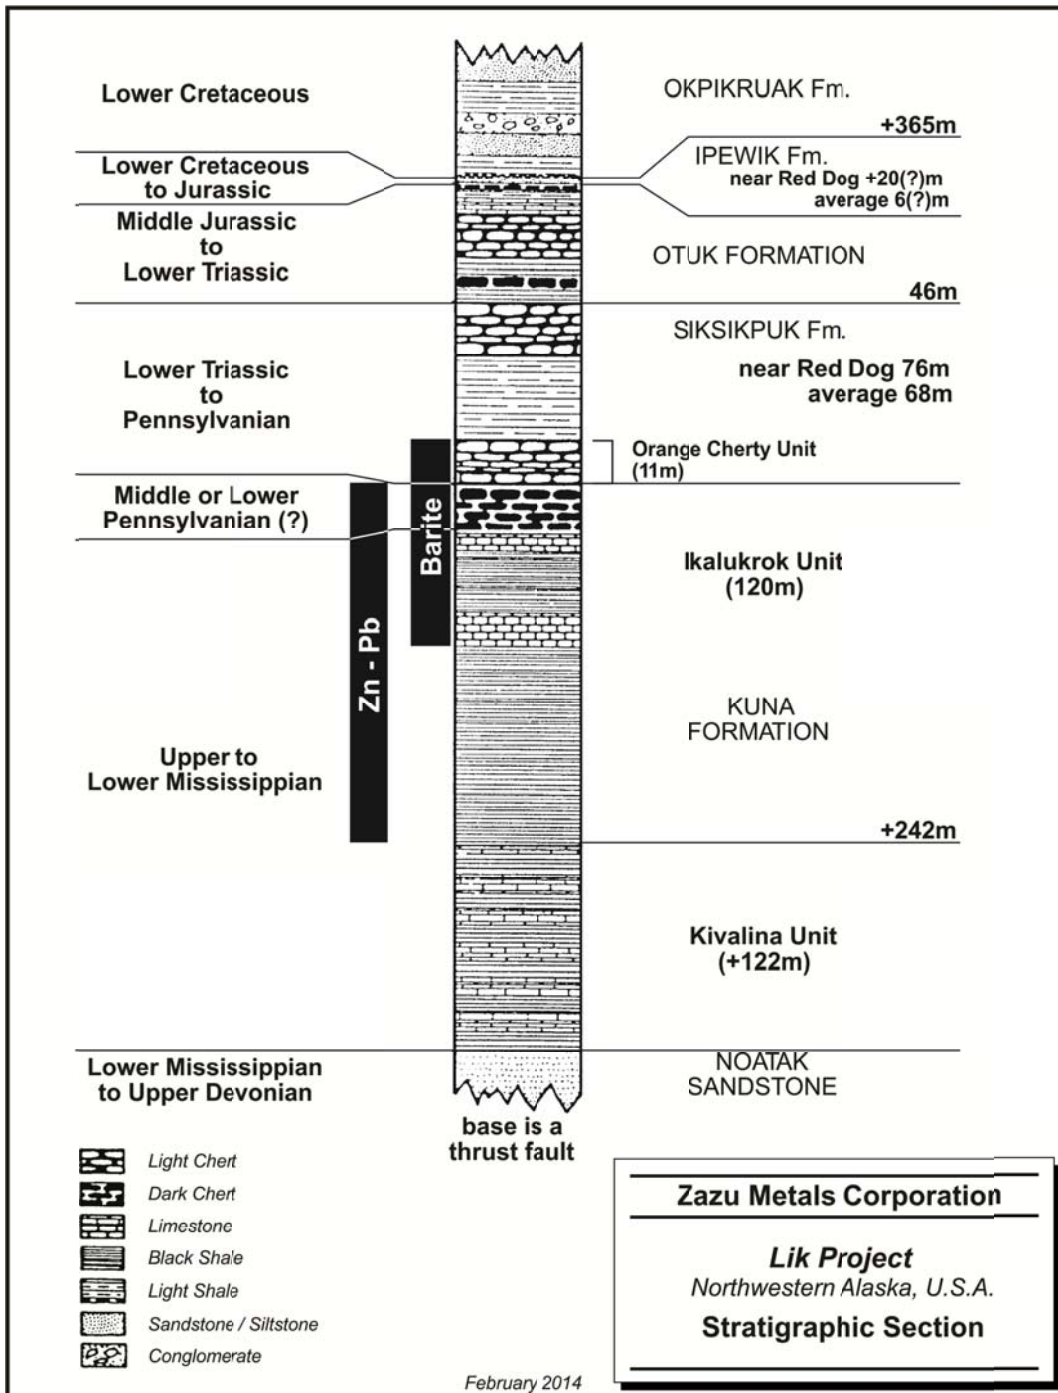 Lower Cretaceous
OKPIKRUAK Fm.
+365m
Lower Cretaceous
to Jurassic
IPEWIK Fm.
near Red Dog +20(?)m
average 6(?)m
Middle Jurassic
to
Lower Triassic
OTUK FORMATION
46m
SIKSIKPUK Fm.
near Red Dog 76m
average 68m
Lower Triassic
to
Pennsylvanian
Orange Cherty Unit
(11m)
Middle or Lower
Pennsylvanian (?)
Barite
Ikalukrok Unit
(120m)
Zn - Pb
KUNA
FORMATION
Upper to
Lower Mississippian
+242m
Kivalina Unit
(+122m)
Lower Mississippian
to Upper Devonian
NOATAK
SANDSTONE
base is a
thrust fault
Light Chert
Dark Chert
Limestone
Black Shale
Light Shale
Sandstone / Siltstone
Conglomerate
Zazu Metals Corporation
Lik Project
Northwestern Alaska, U.S.A.
Stratigraphic Section
February 2014